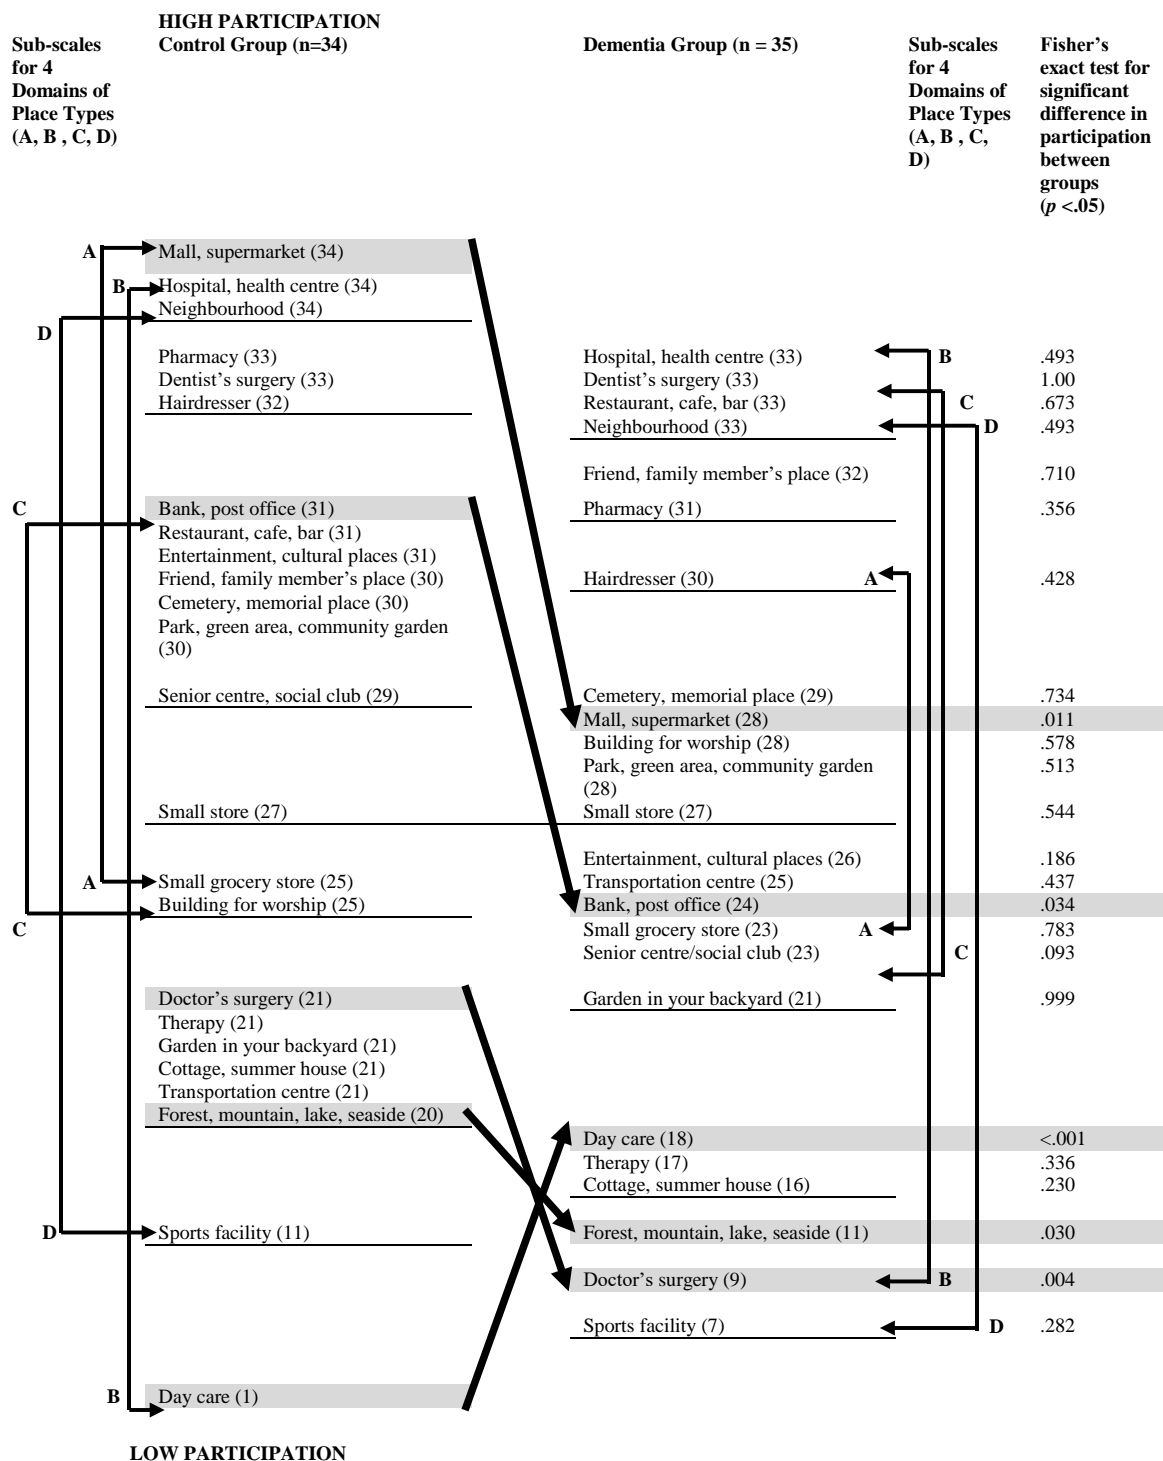 HIGH PARTICIPATION
Sub-scales
for 4
Domains of
Place Types
(A, B , C, D)
Control Group (n=34)
Dementia Group (n = 35)
Sub-scales
for 4
Domains of
Place Types
(A, B , C,
D)
Fisher's
exact test for
significant
difference in
participation
between
groups
(p <.05)
A Mall, supermarket (34)
B Hospital, health centre (34)
Neighbourhood (34)
D
Pharmacy (33) Hospital, health centre (33) B .493
Dentist's surgery (33) Dentist's surgery (33) 1.00
Hairdresser (32) Restaurant, cafe, bar (33) C .673
Neighbourhood (33) D .493
Friend, family member's place (32) .710
C Bank, post office (31) Pharmacy (31) .356
Restaurant, cafe, bar (31)
Entertainment, cultural places (31)
Friend, family member's place (30) Hairdresser (30) A .428
Cemetery, memorial place (30)
Park, green area, community garden
(30)
Senior centre, social club (29) Cemetery, memorial place (29) .734
Mall, supermarket (28) .011
Building for worship (28) .578
Park, green area, community garden .513
(28)
Small store (27) Small store (27) .544
Entertainment, cultural places (26) .186
A Small grocery store (25) Transportation centre (25) .437
Building for worship (25) Bank, post office (24) .034
C Small grocery store (23) A .783
Senior centre/social club (23) C .093
Doctor's surgery (21) Garden in your backyard (21) .999
Therapy (21)
Garden in your backyard (21)
Cottage, summer house (21)
Transportation centre (21)
Forest, mountain, lake, seaside (20)
Day care (18) <.001
Therapy (17) .336
Cottage, summer house (16) .230
D Sports facility (11) Forest, mountain, lake, seaside (11) .030
Doctor's surgery (9) B .004
Sports facility (7) D .282
B Day care (1)
LOW PARTICIPATION